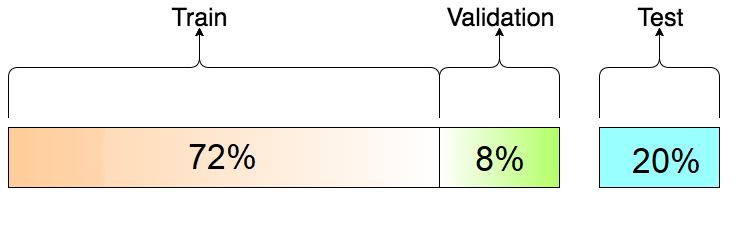 Train Validation Test
72% 8% 20%